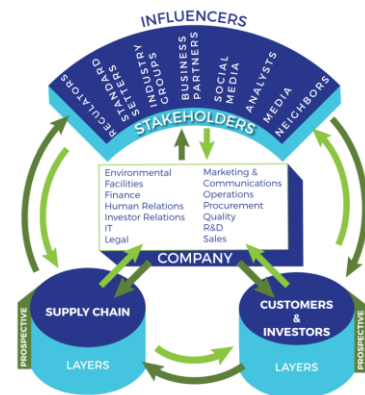 INFLUENCERS
REGULATORS
STANDARD
SETTERS
INDUSTRY
GROUPS
BUSINESS
PARTNERS
SOCIAL
MEDIA
ANALYSTS
MEDIA
NEIGHBORS
STAKEHOLDERS
Environmental
Facilities
Finance
Human Relations
Investor Relations
IT
Legal
Marketing &
Communications
Operations
Procurement
Quality
R&D
Sales
COMPANY
SUPPLY CHAIN
LAYERS
PROSPECTIVE
CUSTOMERS
&
INVESTORS
LAYERS
PROSPECTIVE